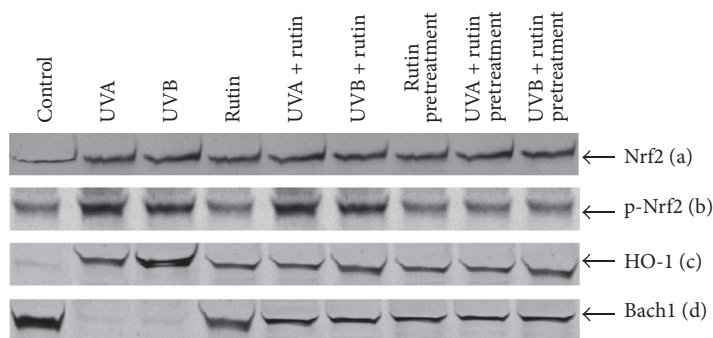 Control
UVA
UVB
Rutin
UVA + rutin
UVB + rutin
Rutin
pretreatment
UVA + rutin
pretreatment
UVB + rutin
pretreatment
Nrf2 (a)
p-Nrf2 (b)
HO-1 (c)
Bach1 (d)